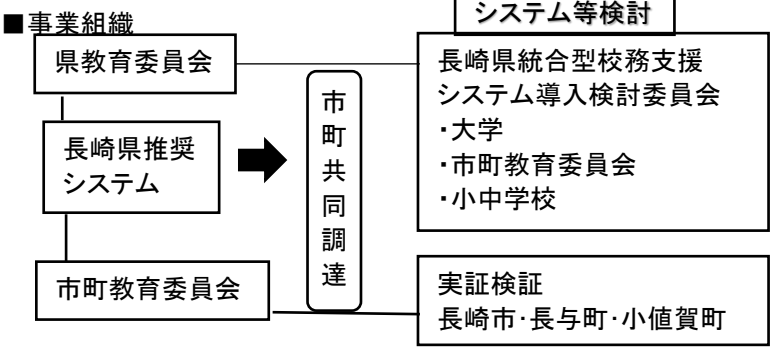 ■事業組織
県教育委員会
長崎県推奨
システム
市町教育委員会
市町共同調達
システム等検討
長崎県統合型校務支援
システム導入検討委員会
・大学
・市町教育委員会
・小中学校
実証検証
長崎市・長与町・小値賀町